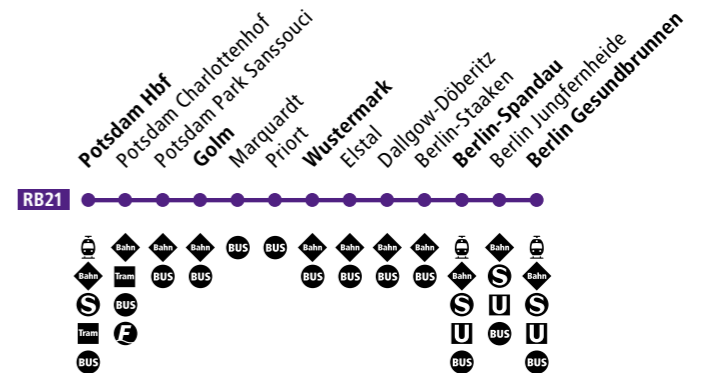 Potsdam Hbf
Potsdam Charlottenhof
Potsdam Park Sanssouci
Golm
Marquardt
Priort
Wustermark
Elstal
Dallgow-Döberitz
Berlin-Staaken
Berlin-Spandau
Berlin Jungfernheide
Berlin Gesundbrunnen
RB21
Bahn Bahn Bahn BUS BUS Bahn Bahn Bahn Bahn Bahn
Bahn Tram BUS BUS BUS BUS BUS BUS Bahn S Bahn
S BUS S U S
Tram F U BUS U
BUS BUS BUS